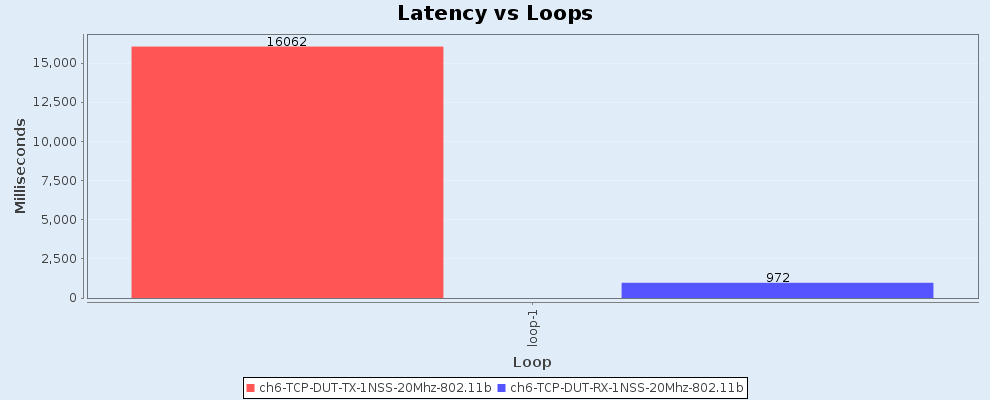 Latency vs Loops
16062
972
15,000
12,500
10,000
7,500
5,000
2,500
0
Milliseconds
loop-1
Loop
ch6-TCP-DUT-TX-1NSS-20Mhz-802.11b ch6-TCP-DUT-RX-1NSS-20Mhz-802.11b